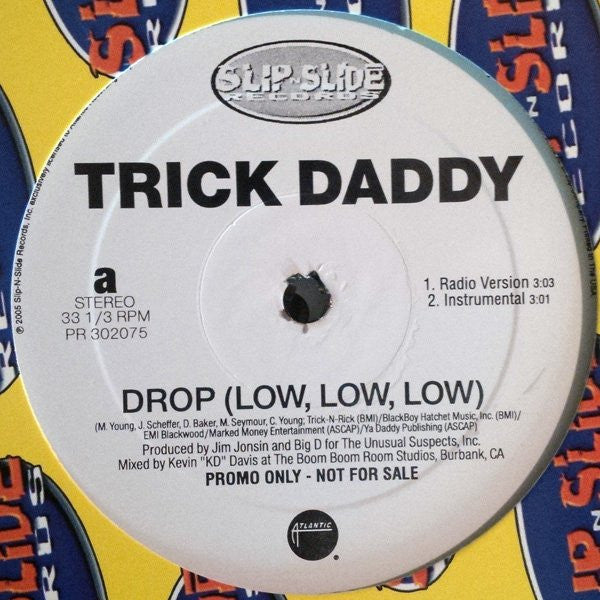 SLIP-N-SLIDE
RECORDS
TRICK DADDY
a
STEREO
33 1/3 RPM
PR 302075
1. Radio Version 3:03
2. Instrumental 3:01
DROP (LOW, LOW, LOW)
(M. Young, J. Scheffer, D. Baker, M. Seymour, C. Young; Trick-N-Rick (BMI)/BlackBoy Hatchet Music, Inc. (BMI)/
EMI Blackwood/Marked Money Entertainment (ASCAP)/Ya Daddy Publishing (ASCAP)
Produced by Jim Jonsin and Big D for The Unusual Suspects, Inc.
Mixed by Kevin "KD" Davis at The Boom Boom Room Studios, Burbank, CA
PROMO ONLY - NOT FOR SALE
ATLANTIC
℗ 2005 Slip-N-Slide Records, Inc. exclusively licensed to